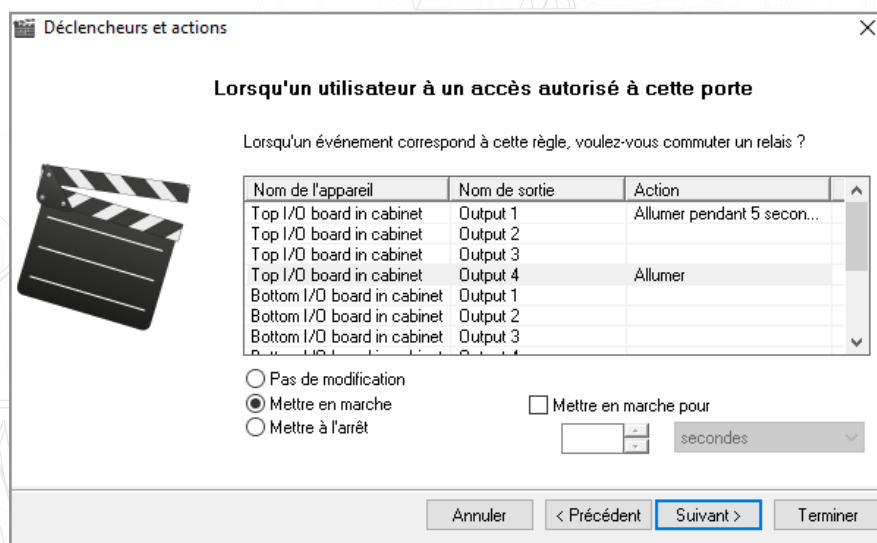 Déclencheurs et actions
Lorsqu'un utilisateur à un accès autorisé à cette porte
Lorsqu'un événement correspond à cette règle, voulez-vous commuter un relais ?
Nom de l'appareil Nom de sortie Action
Top I/O board in cabinet Output 1 Allumer pendant 5 secon...
Top I/O board in cabinet Output 2
Top I/O board in cabinet Output 3
Top I/O board in cabinet Output 4 Allumer
Bottom I/O board in cabinet Output 1
Bottom I/O board in cabinet Output 2
Bottom I/O board in cabinet Output 3
Pas de modification
Mettre en marche Mettre en marche pour
Mettre à l'arrêt secondes
Annuler < Précédent Suivant > Terminer